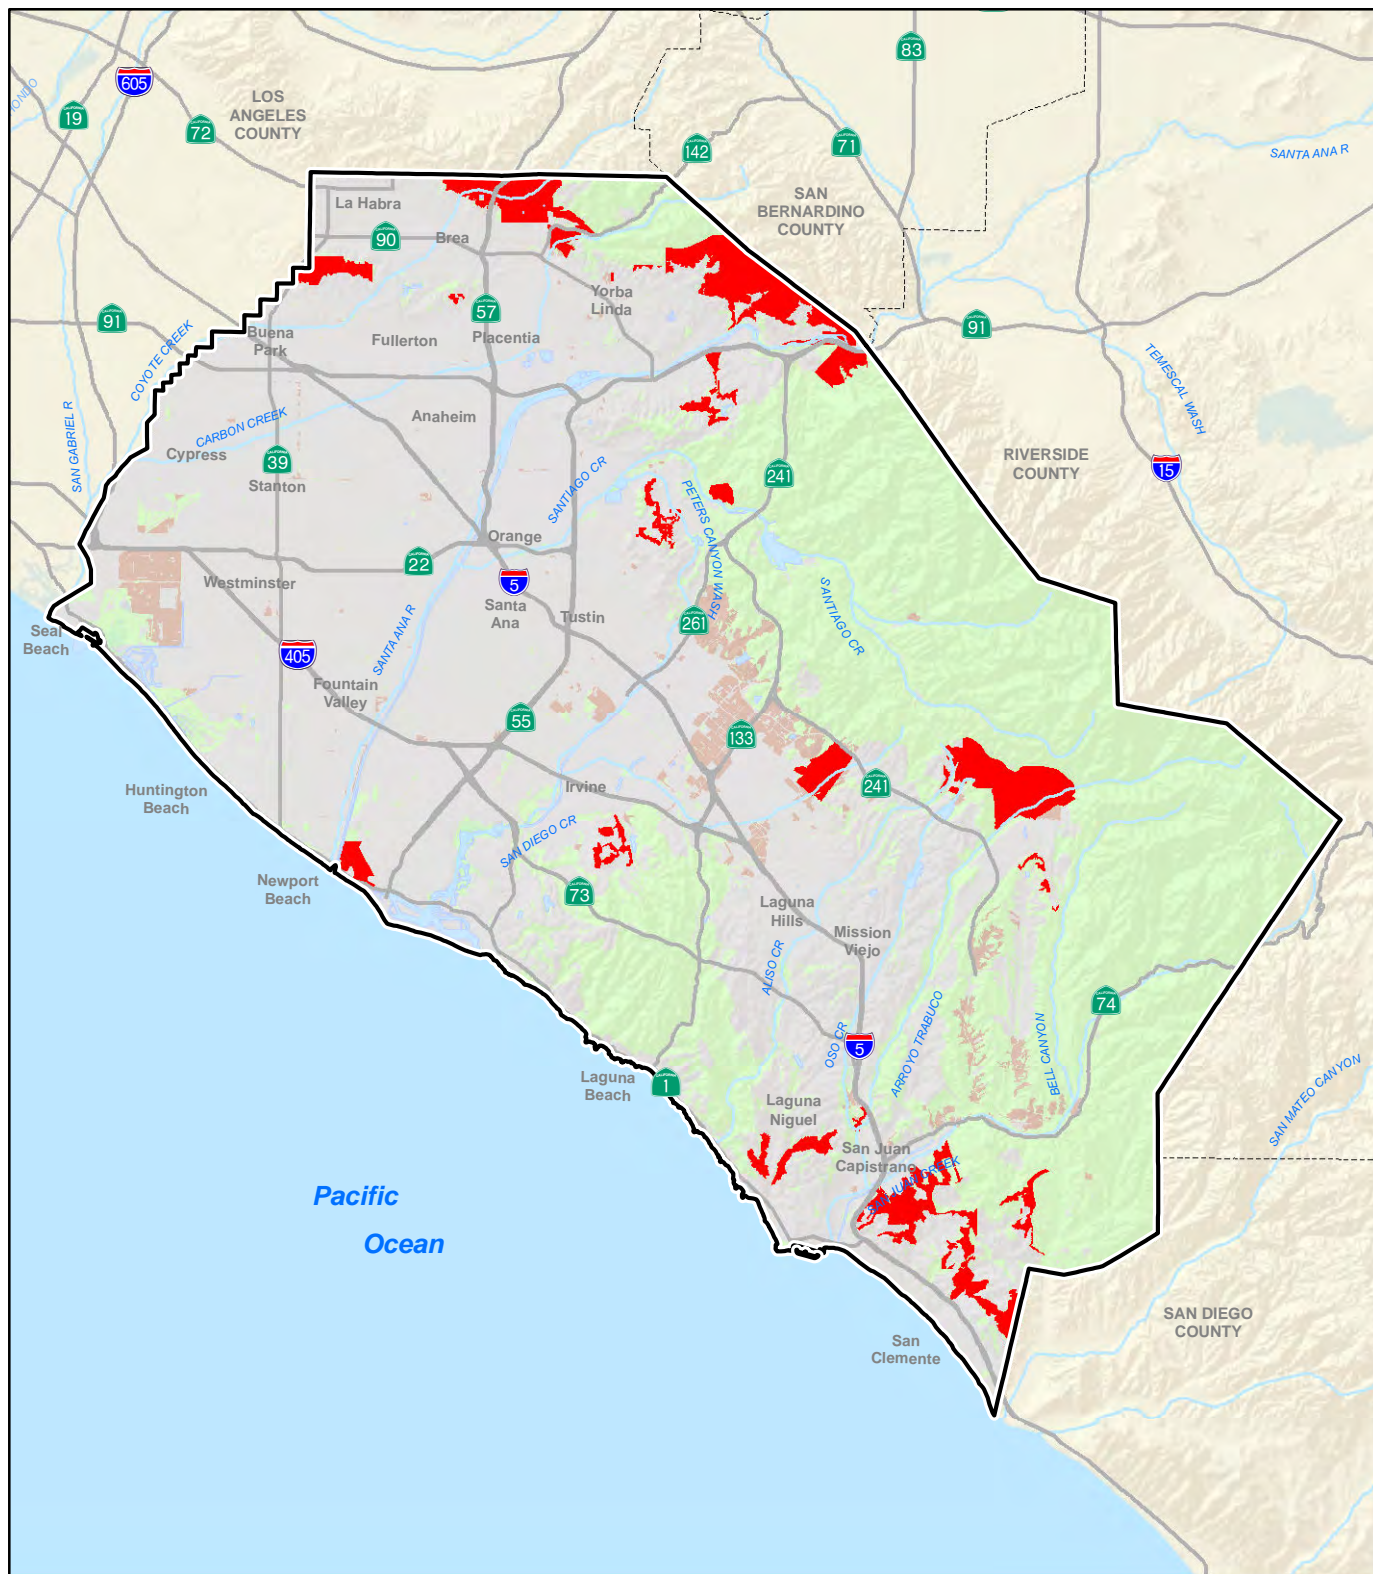 83
605
LOS
ANGELES
COUNTY
19
72
142
71
SANTA ANA R
SAN
BERNARDINO
COUNTY
La Habra
90
Brea
Yorba
Linda
57
91
Buena
Park
Fullerton
Placentia
91
COYOTE CREEK
TEMESCAL WASH
Anaheim
SAN GABRIEL R
CARBON CREEK
Cypress
39
Stanton
SANTIAGO CR
241
RIVERSIDE
COUNTY
15
PETERS CANYON WASH
Orange
22
Westminster
5
Santa
Ana
Tustin
261
SANTIAGO CR
Seal
Beach
405
SANTA ANA R
Fountain
Valley
55
133
Huntington
Beach
Irvine
241
SAN DIEGO CR
Newport
Beach
73
Laguna
Hills
Mission
Viejo
ALISO CR
74
OSO CR
ARROYO TRABUCO
BELL CANYON
5
Laguna
Beach
1
Laguna
Niguel
SAN MATEO CANYON
San Juan
Capistrano
SAN JUAN CREEK
Pacific
Ocean
SAN DIEGO
COUNTY
San
Clemente